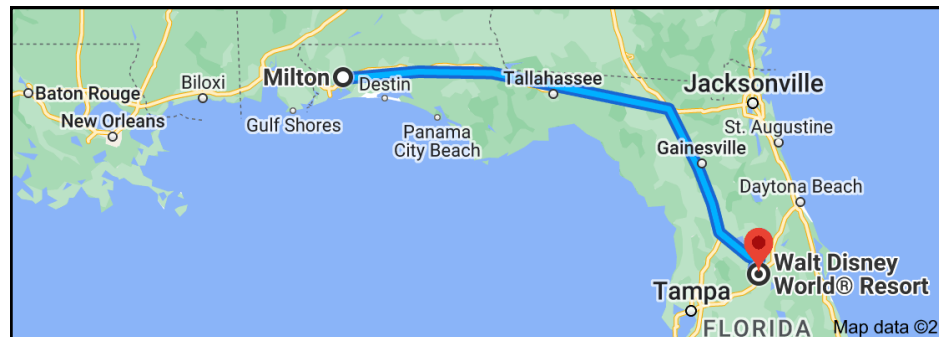 Milton
Tallahassee
Jacksonville
Baton Rouge
Biloxi
Destin
New Orleans
Gulf Shores
Panama
City Beach
St. Augustine
Gainesville
Daytona Beach
Walt Disney
World® Resort
Tampa
FLORIDA
Map data ©2